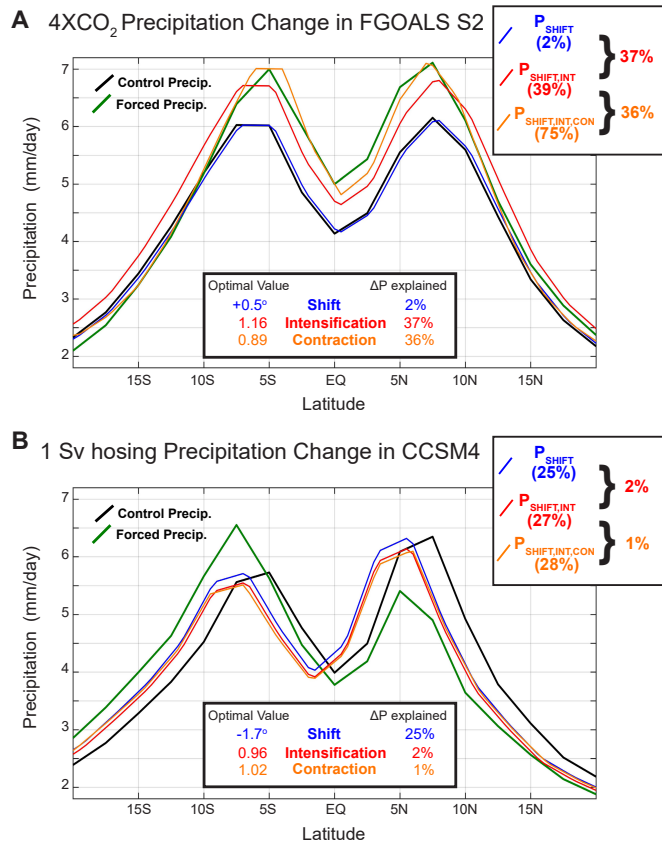 A 4XCO2 Precipitation Change in FGOALS S2
PSHIFT
(2%)
37%
PSHIFT,INT
(39%)
36%
PSHIFT,INT,CON
(75%)
Control Precip.
Forced Precip.
Precipitation (mm/day)
7
6
5
4
3
2
Optimal Value ΔP explained
+0.5° Shift 2%
1.16 Intensification 37%
0.89 Contraction 36%
15S 10S 5S EQ 5N 10N 15N
Latitude
B 1 Sv hosing Precipitation Change in CCSM4
PSHIFT
(25%)
2%
PSHIFT,INT
(27%)
1%
PSHIFT,INT,CON
(28%)
Control Precip.
Forced Precip.
Precipitation (mm/day)
7
6
5
4
3
2
Optimal Value ΔP explained
-1.7° Shift 25%
0.96 Intensification 2%
1.02 Contraction 1%
15S 10S 5S EQ 5N 10N 15N
Latitude